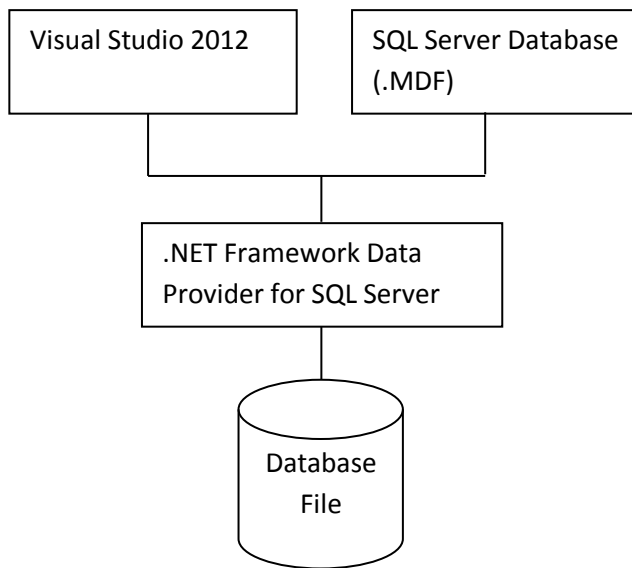 Visual Studio 2012
SQL Server Database
(.MDF)
.NET Framework Data
Provider for SQL Server
Database
File